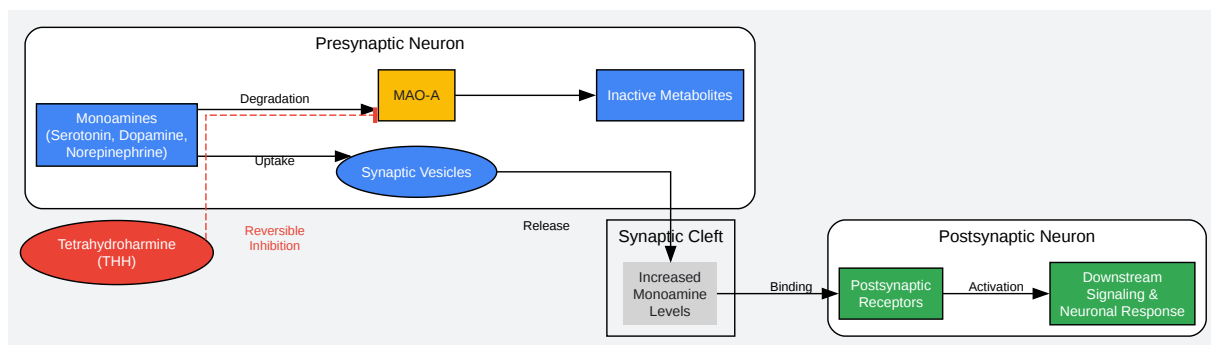 Presynaptic Neuron
Degradation
MAO-A
Inactive Metabolites
Monoamines
(Serotonin, Dopamine,
Norepinephrine)
Uptake
Synaptic Vesicles
Tetrahydroharmine
(THH)
Reversible
Inhibition
Release
Synaptic Cleft
Increased
Monoamine
Levels
Binding
Postsynaptic Neuron
Postsynaptic
Receptors
Activation
Downstream
Signaling &
Neuronal Response